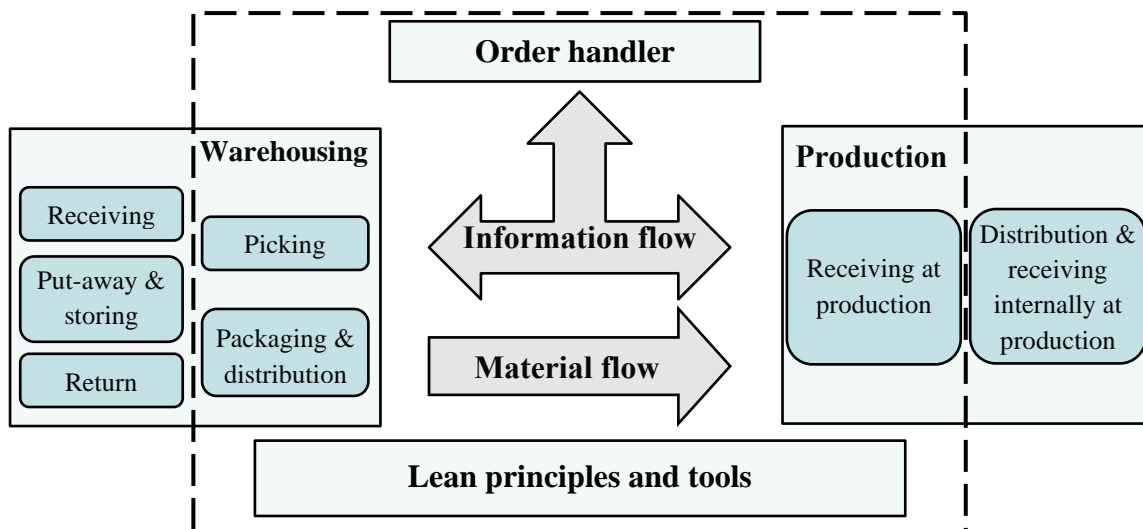 Order handler
Warehousing
Receiving
Put-away &
storing
Return
Picking
Packaging &
distribution
Information flow
Material flow
Production
Receiving at
production
Distribution &
receiving
internally at
production
Lean principles and tools